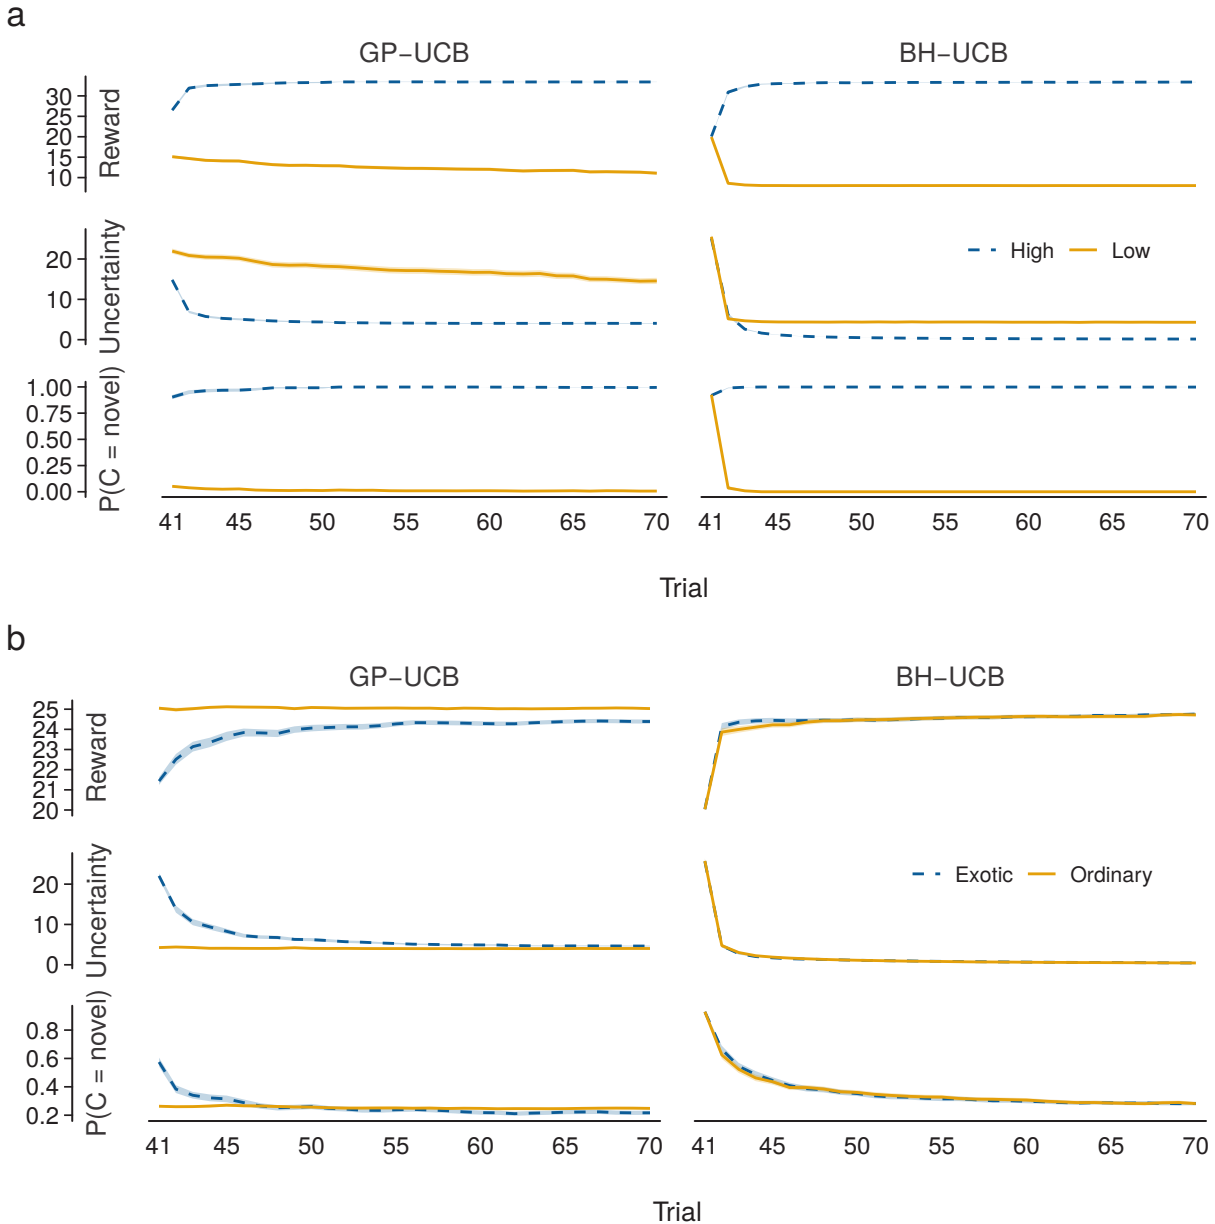 a
GP−UCB
BH−UCB
Reward
30
25
20
15
10
Uncertainty
20
10
0
High
Low
P(C = novel)
1.00
0.75
0.50
0.25
0.00
41 45 50 55 60 65 70
41 45 50 55 60 65 70
Trial
b
GP−UCB
BH−UCB
Reward
25
24
23
22
21
20
Uncertainty
20
10
0
Exotic
Ordinary
P(C = novel)
0.8
0.6
0.4
0.2
41 45 50 55 60 65 70
41 45 50 55 60 65 70
Trial